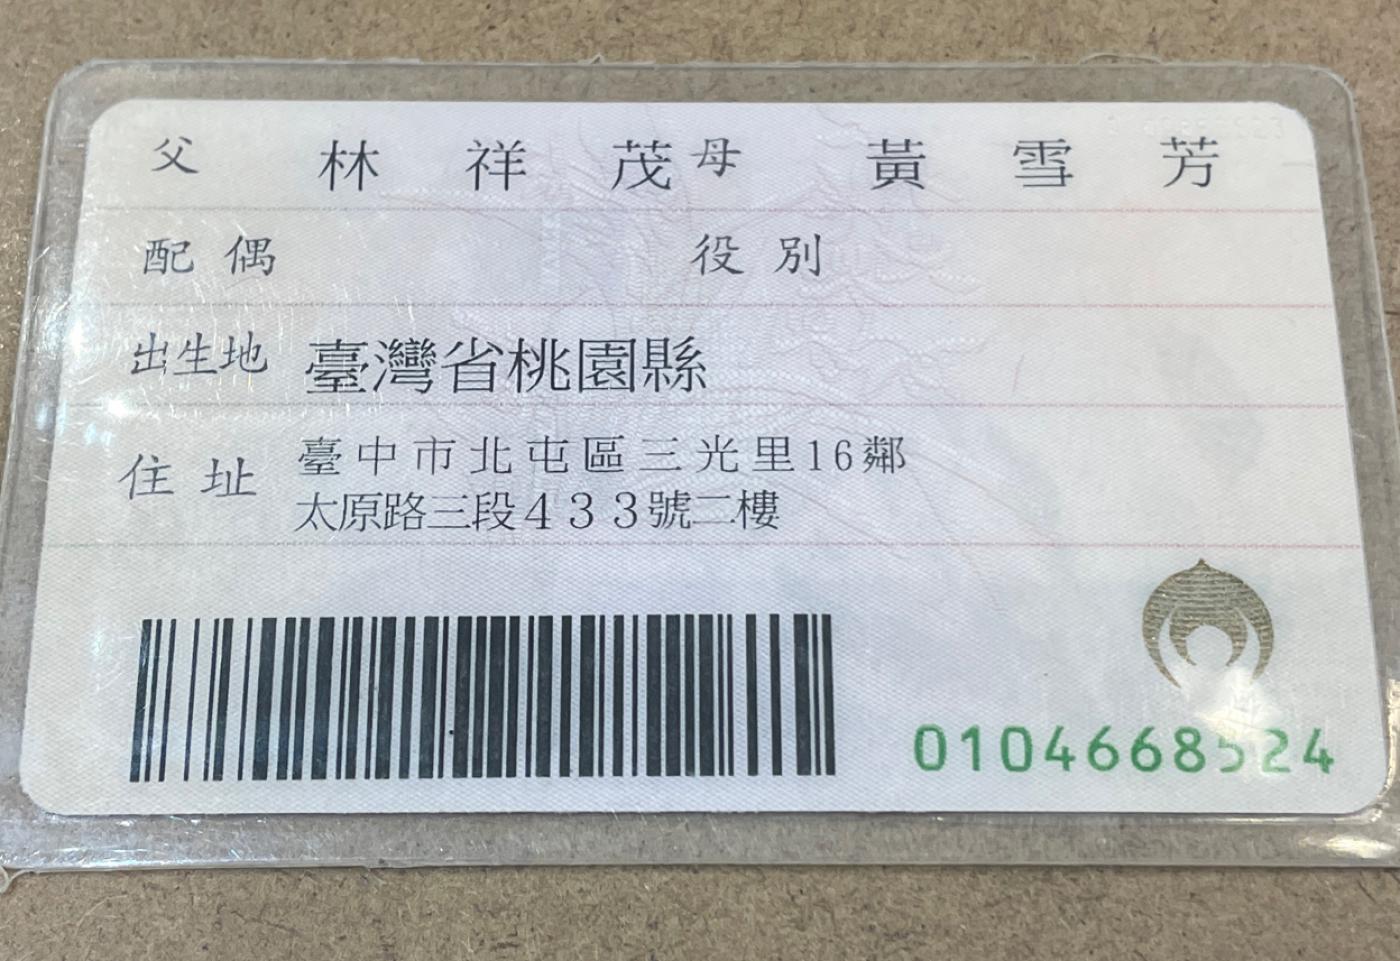 父 林祥茂 母 黃雪芳
配偶 役別
出生地 臺灣省桃園縣
住址 臺中市北屯區三光里16鄰
太原路三段433號二樓
0104668524